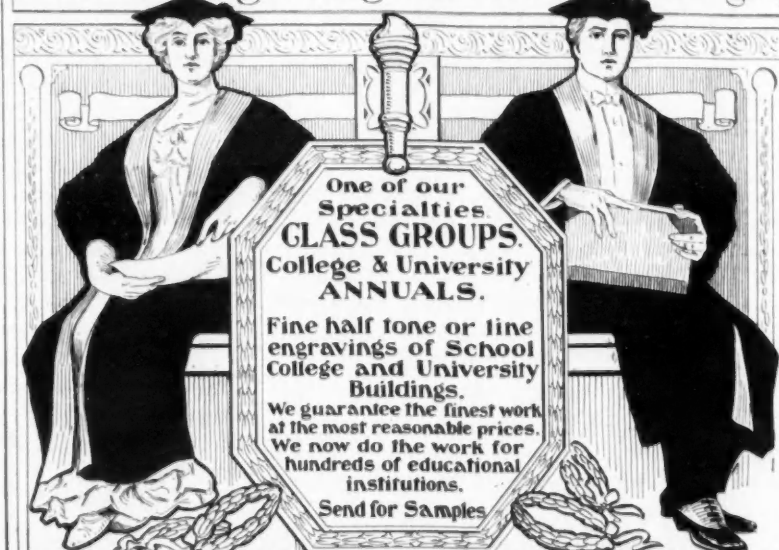 One of our
Specialties.
CLASS GROUPS.
College & University
ANNUALS.
Fine half tone or line
engravings of School
College and University
Buildings.
We guarantee the finest work
at the most reasonable prices.
We now do the work for
hundreds of educational
institutions.
Send for Samples